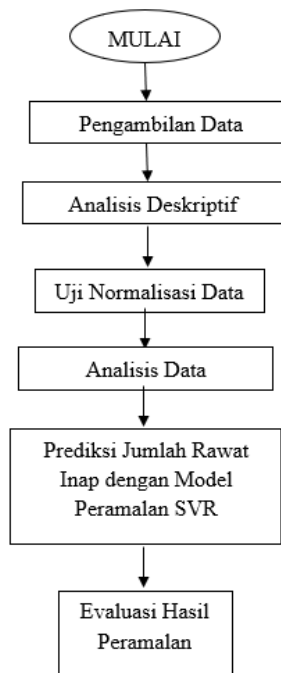 MULAI
Pengambilan Data
Analisis Deskriptif
Uji Normalisasi Data
Analisis Data
Prediksi Jumlah Rawat
Inap dengan Model
Peramalan SVR
Evaluasi Hasil
Peramalan